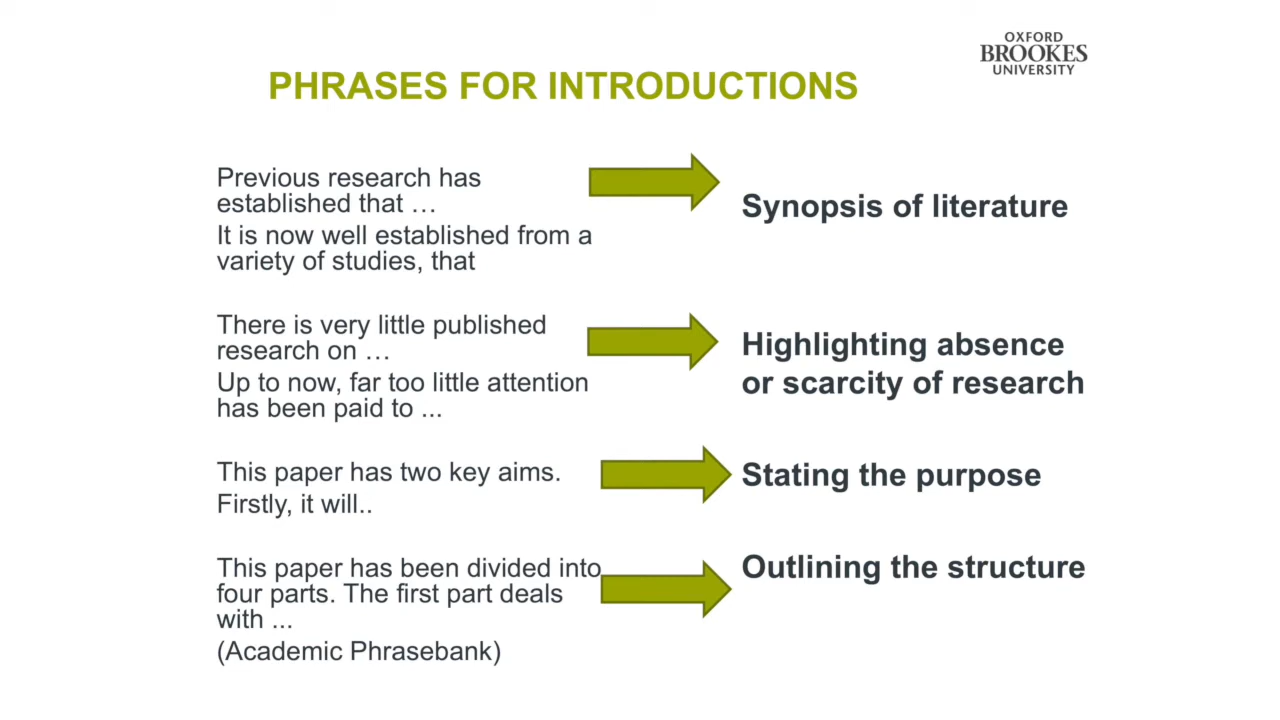 OXFORD
BROOKES
UNIVERSITY
PHRASES FOR INTRODUCTIONS
Previous research has
established that …
It is now well established from a
variety of studies, that
Synopsis of literature
There is very little published
research on …
Up to now, far too little attention
has been paid to ...
Highlighting absence
or scarcity of research
This paper has two key aims.
Firstly, it will..
Stating the purpose
This paper has been divided into
four parts. The first part deals
with ...
(Academic Phrasebank)
Outlining the structure